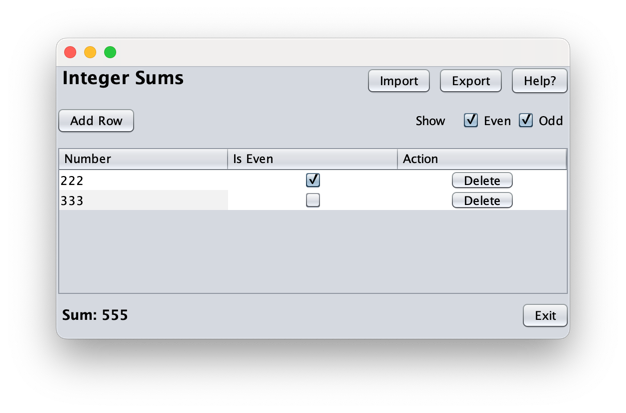 Integer Sums Import Export Help?
Add Row Show Even Odd
Number Is Even Action
222 Delete
333 Delete
Sum: 555 Exit